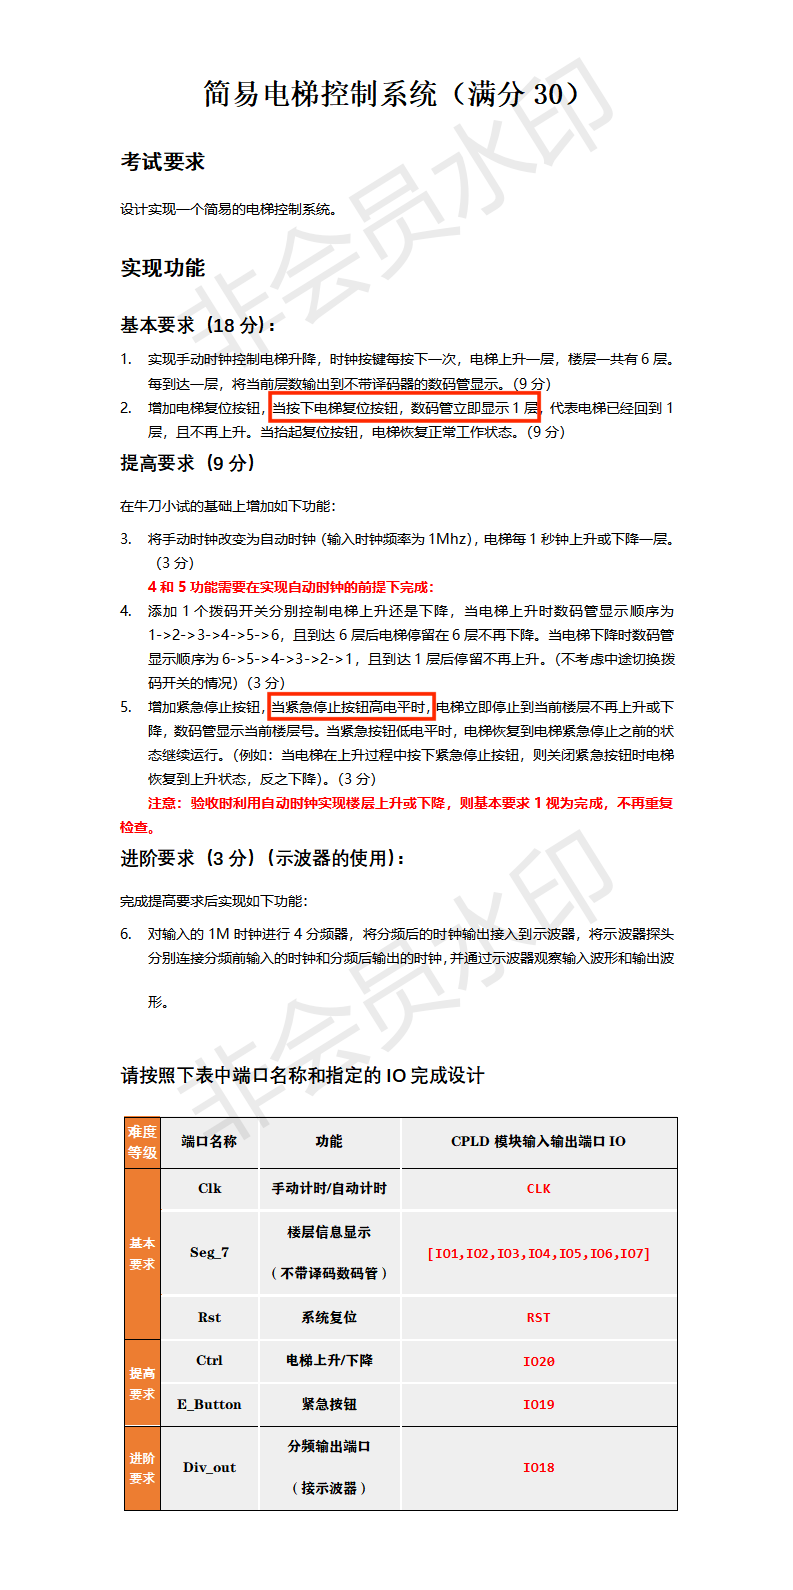 简易电梯控制系统（满分 30）
考试要求
设计实现一个简易的电梯控制系统。
实现功能
基本要求（18 分）：
1. 实现手动时钟控制电梯升降，时钟按键每按下一次，电梯上升一层，楼层一共有 6 层。
每到达一层，将当前层数输出到不带译码器的数码管显示。（9 分）
2. 增加电梯复位按钮，当按下电梯复位按钮，数码管立即显示 1 层，代表电梯已经回到 1
层，且不再上升。当抬起复位按钮，电梯恢复正常工作状态。（9 分）
提高要求（9 分）
在牛刀小试的基础上增加如下功能：
3. 将手动时钟改变为自动时钟（输入时钟频率为 1Mhz），电梯每 1 秒钟上升或下降一层。
（3 分）
4 和 5 功能需要在实现自动时钟的前提下完成：
4. 添加 1 个拨码开关分别控制电梯上升还是下降，当电梯上升时数码管显示顺序为
1->2->3->4->5->6，且到达 6 层后电梯停留在 6 层不再下降。当电梯下降时数码管
显示顺序为 6->5->4->3->2->1，且到达 1 层后停留不再上升。（不考虑中途切换拨
码开关的情况）（3 分）
5. 增加紧急停止按钮，当紧急停止按钮高电平时，电梯立即停止到当前楼层不再上升或下
降，数码管显示当前楼层号。当紧急按钮低电平时，电梯恢复到电梯紧急停止之前的状
态继续运行。（例如：当电梯在上升过程中按下紧急停止按钮，则关闭紧急按钮时电梯
恢复到上升状态，反之下降）。（3 分）
注意：验收时利用自动时钟实现楼层上升或下降，则基本要求 1 视为完成，不再重复
检查。
进阶要求（3 分）（示波器的使用）：
完成提高要求后实现如下功能：
6. 对输入的 1M 时钟进行 4 分频器，将分频后的时钟输出接入到示波器，将示波器探头
分别连接分频前输入的时钟和分频后输出的时钟，并通过示波器观察输入波形和输出波
形。
请按照下表中端口名称和指定的 IO 完成设计
难度
等级 端口名称 功能 CPLD 模块输入输出端口 IO
基本
要求
Clk 手动计时/自动计时 CLK
Seg_7 楼层信息显示
（不带译码数码管） [IO1,IO2,IO3,IO4,IO5,IO6,IO7]
Rst 系统复位 RST
提高
要求
Ctrl 电梯上升/下降 IO20
E_Button 紧急按钮 IO19
进阶
要求
Div_out 分频输出端口
（接示波器） IO18
非会员水印
非会员水印